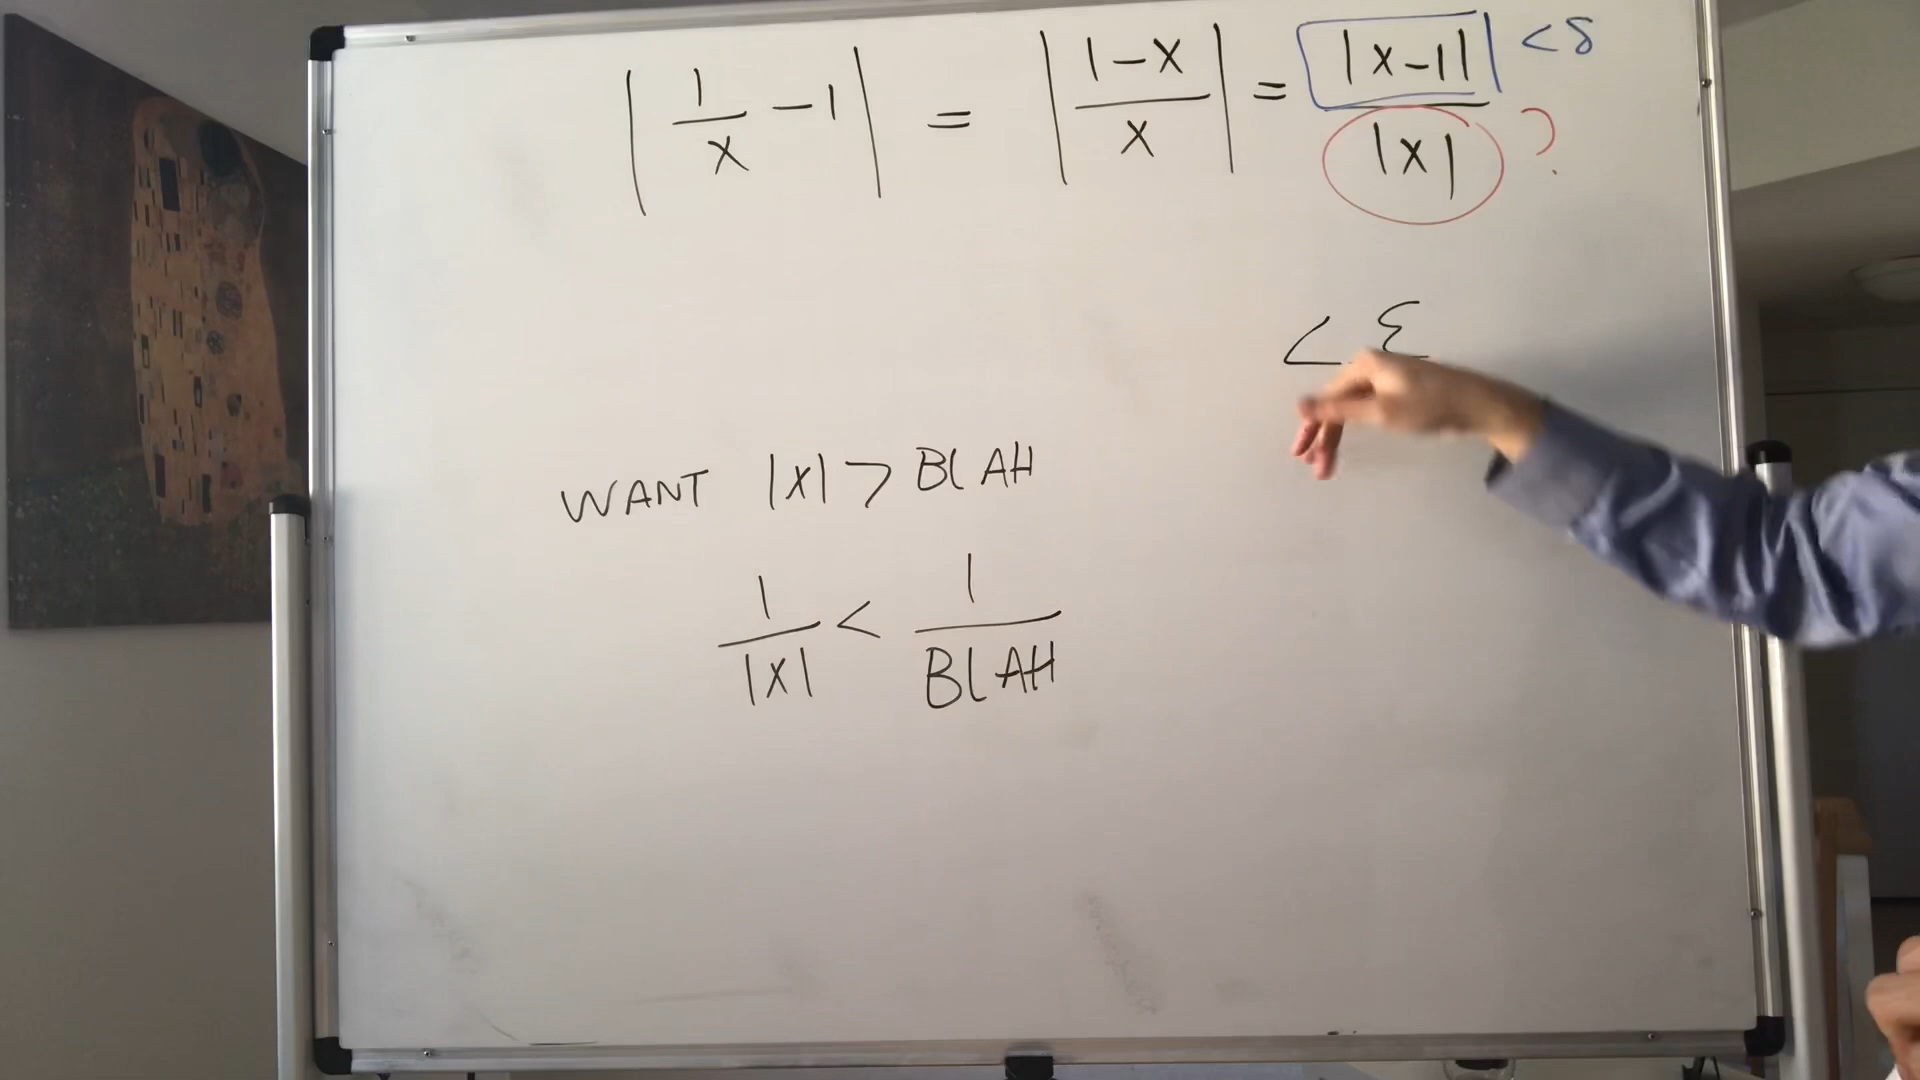 |1/x - 1| = |(1-x)/x| = |x-1|/|x| < δ ?
< ε
WANT |x| > BLAH
1/|x| < 1/BLAH